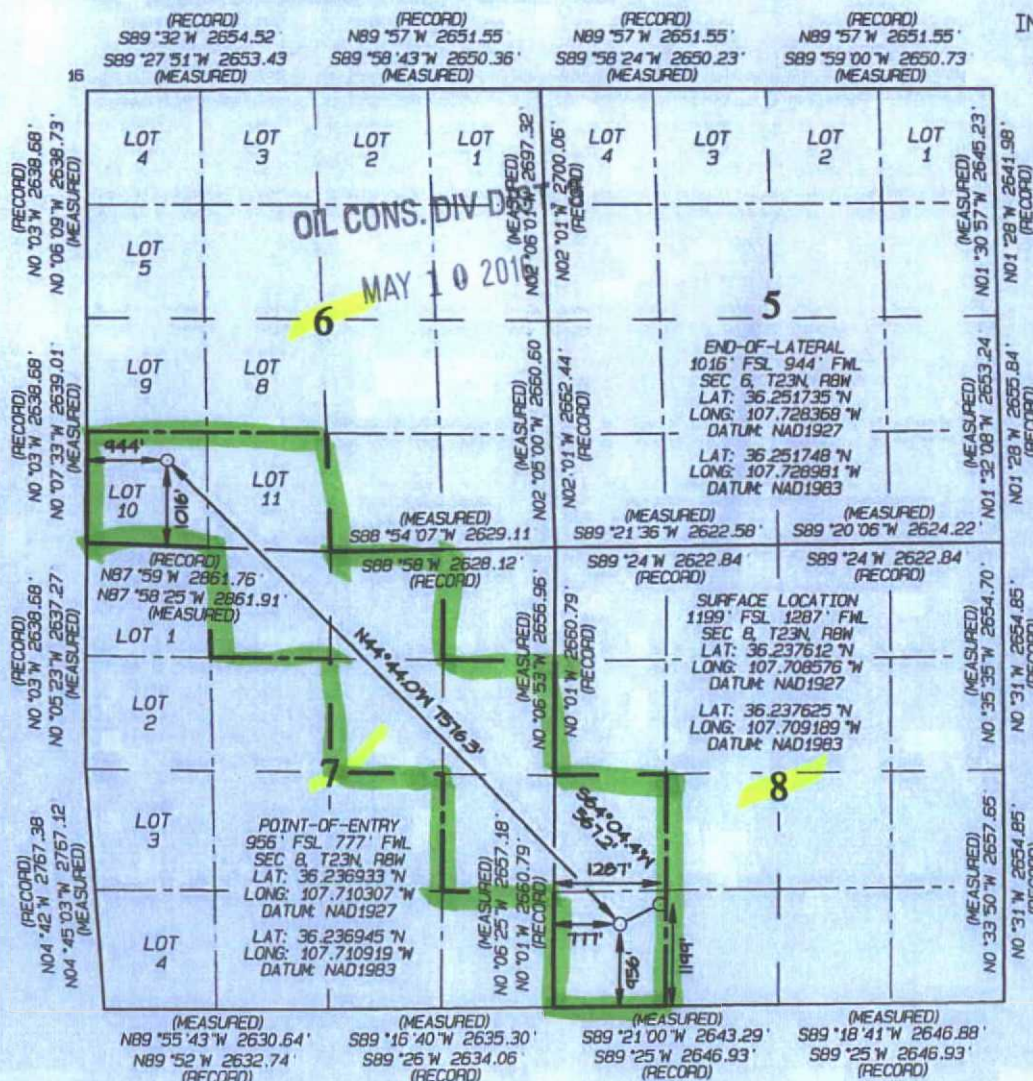 (RECORD)
S89°32'W 2654.52'
S89°27'51"W 2653.43'
(MEASURED)
(RECORD)
N89°57'W 2651.55'
S89°58'43"W 2650.36'
(MEASURED)
(RECORD)
N89°57'W 2651.55'
S89°58'24"W 2650.23'
(MEASURED)
(RECORD)
N89°57'W 2651.55'
S89°59'00"W 2650.73'
(MEASURED)
16
LOT 4
LOT 3
LOT 2
LOT 1
LOT 4
LOT 3
LOT 2
LOT 1
(RECORD)
N0°03'W 2638.68'
N0°06'09"W 2638.73'
(MEASURED)
(MEASURED)
N02°01'W 2700.06'
(MEASURED)
N01°30'57"W 2645.23'
N01°28'W 2641.98'
(RECORD)
OIL CONS. DIV DIST
MAY 10
LOT 5
6
5
LOT 9
LOT 8
(RECORD)
N0°03'W 2638.68'
N0°07'33"W 2639.01'
(MEASURED)
(MEASURED)
N02°05'00"W 2660.60'
N02°01'W 2662.44'
(RECORD)
END-OF-LATERAL
1016' FSL 944' FWL
SEC 6, T23N, R8W
LAT: 36.251735°N
LONG: 107.728368°W
DATUM: NAD1927
LAT: 36.251748°N
LONG: 107.728981°W
DATUM: NAD1983
(MEASURED)
N01°32'08"W 2653.24'
N01°28'W 2655.84'
(RECORD)
944'
1016'
LOT 10
LOT 11
(MEASURED)
S88°54'07"W 2629.11'
S88°58'W 2628.12'
(RECORD)
(MEASURED)
S89°21'36"W 2622.58'
S89°24'W 2622.84'
(RECORD)
(MEASURED)
S89°20'06"W 2624.22'
S89°24'W 2622.84'
(RECORD)
(RECORD)
N87°59'W 2861.76'
N87°58'25"W 2861.91'
(MEASURED)
(RECORD)
N0°03'W 2638.68'
N0°05'23"W 2637.27'
(MEASURED)
LOT 1
LOT 2
N44°44.0'W 7576.3'
(MEASURED)
N0°06'53"W 2656.96'
N0°01'W 2660.79'
(RECORD)
SURFACE LOCATION
1199' FSL 1287' FWL
SEC 8, T23N, R8W
LAT: 36.237612°N
LONG: 107.708576°W
DATUM: NAD1927
LAT: 36.237625°N
LONG: 107.709189°W
DATUM: NAD1983
(MEASURED)
N0°35'35"W 2654.70'
N0°31'W 2654.85'
(RECORD)
7
8
LOT 3
LOT 4
(RECORD)
N04°42'W 2767.38'
N04°45'03"W 2767.12'
(MEASURED)
POINT-OF-ENTRY
956' FSL 777' FWL
SEC 8, T23N, R8W
LAT: 36.236933°N
LONG: 107.710307°W
DATUM: NAD1927
LAT: 36.236945°N
LONG: 107.710919°W
DATUM: NAD1983
(MEASURED)
N0°06'25"W 2657.18'
N0°01'W 2660.79'
(RECORD)
S64°04.4'W
567.2'
1287'
777'
956'
1199'
(MEASURED)
N0°33'50"W 2657.65'
N0°31'W 2654.85'
(MEASURED)
N89°55'43"W 2630.64'
N89°52'W 2632.74'
(RECORD)
(MEASURED)
S89°16'40"W 2635.30'
S89°26'W 2634.06'
(RECORD)
(MEASURED)
S89°21'00"W 2643.29'
S89°25'W 2646.93'
(RECORD)
(MEASURED)
S89°18'41"W 2646.88'
S89°25'W 2646.93'
(RECORD)